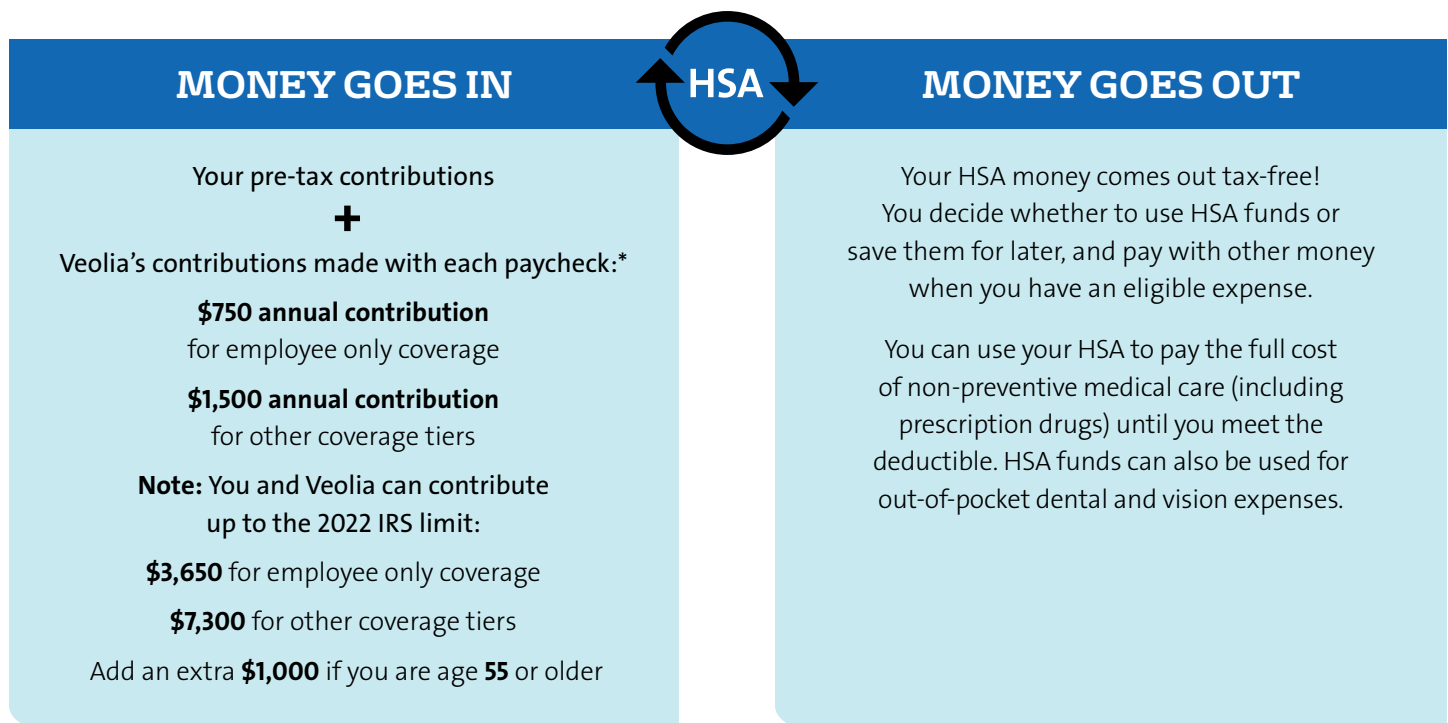 MONEY GOES IN
HSA
MONEY GOES OUT
Your pre-tax contributions
+
Veolia's contributions made with each paycheck:*
$750 annual contribution
for employee only coverage
$1,500 annual contribution
for other coverage tiers
Note: You and Veolia can contribute
up to the 2022 IRS limit:
$3,650 for employee only coverage
$7,300 for other coverage tiers
Add an extra $1,000 if you are age 55 or older
Your HSA money comes out tax-free!
You decide whether to use HSA funds or
save them for later, and pay with other money
when you have an eligible expense.
You can use your HSA to pay the full cost
of non-preventive medical care (including
prescription drugs) until you meet the
deductible. HSA funds can also be used for
out-of-pocket dental and vision expenses.